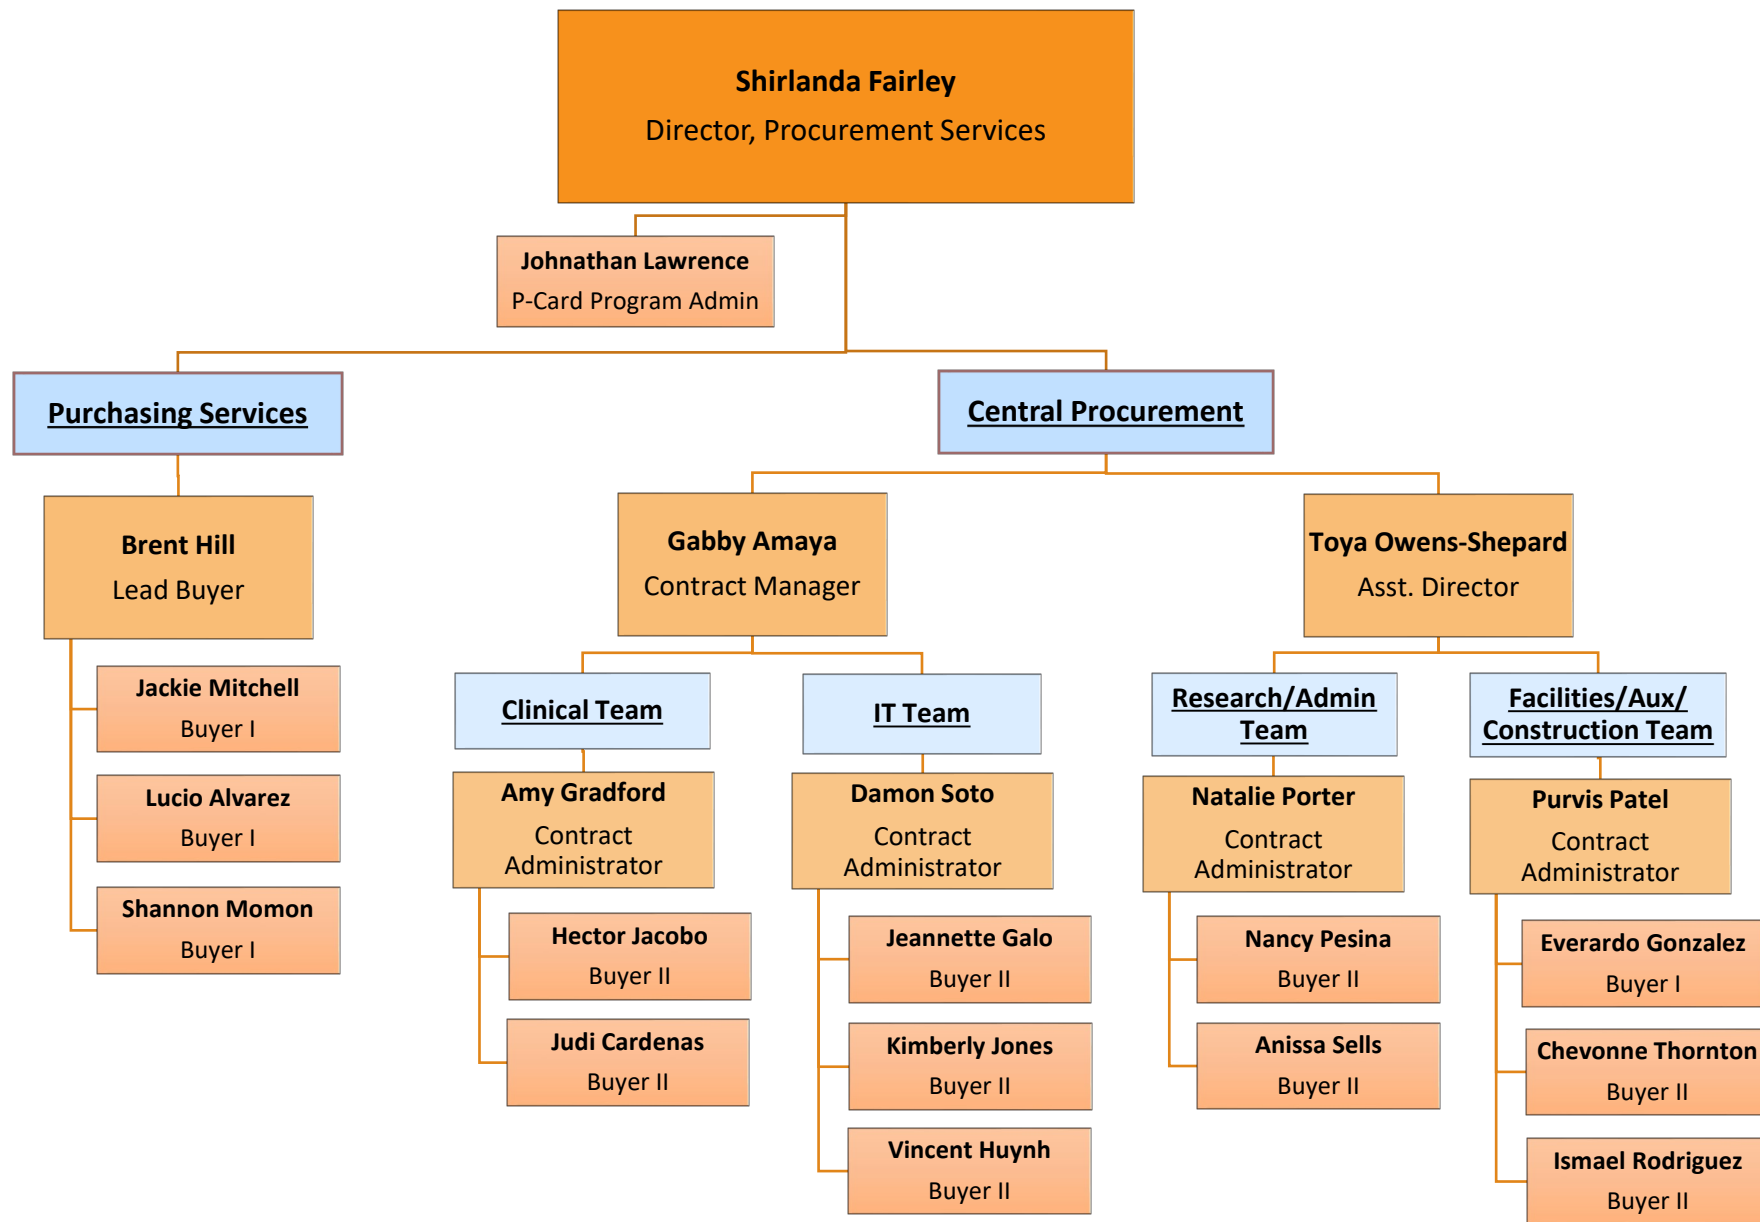 Shirlanda Fairley
Director, Procurement Services
Johnathan Lawrence
P-Card Program Admin
Purchasing Services
Central Procurement
Brent Hill
Lead Buyer
Jackie Mitchell
Buyer I
Lucio Alvarez
Buyer I
Shannon Momon
Buyer I
Gabby Amaya
Contract Manager
Clinical Team
Amy Gradford
Contract
Administrator
Hector Jacobo
Buyer II
Judi Cardenas
Buyer II
IT Team
Damon Soto
Contract
Administrator
Jeannette Galo
Buyer II
Kimberly Jones
Buyer II
Vincent Huynh
Buyer II
Toya Owens-Shepard
Asst. Director
Research/Admin
Team
Natalie Porter
Contract
Administrator
Nancy Pesina
Buyer II
Anissa Sells
Buyer II
Facilities/Aux/
Construction Team
Purvis Patel
Contract
Administrator
Everardo Gonzalez
Buyer I
Chevonne Thornton
Buyer II
Ismael Rodriguez
Buyer II